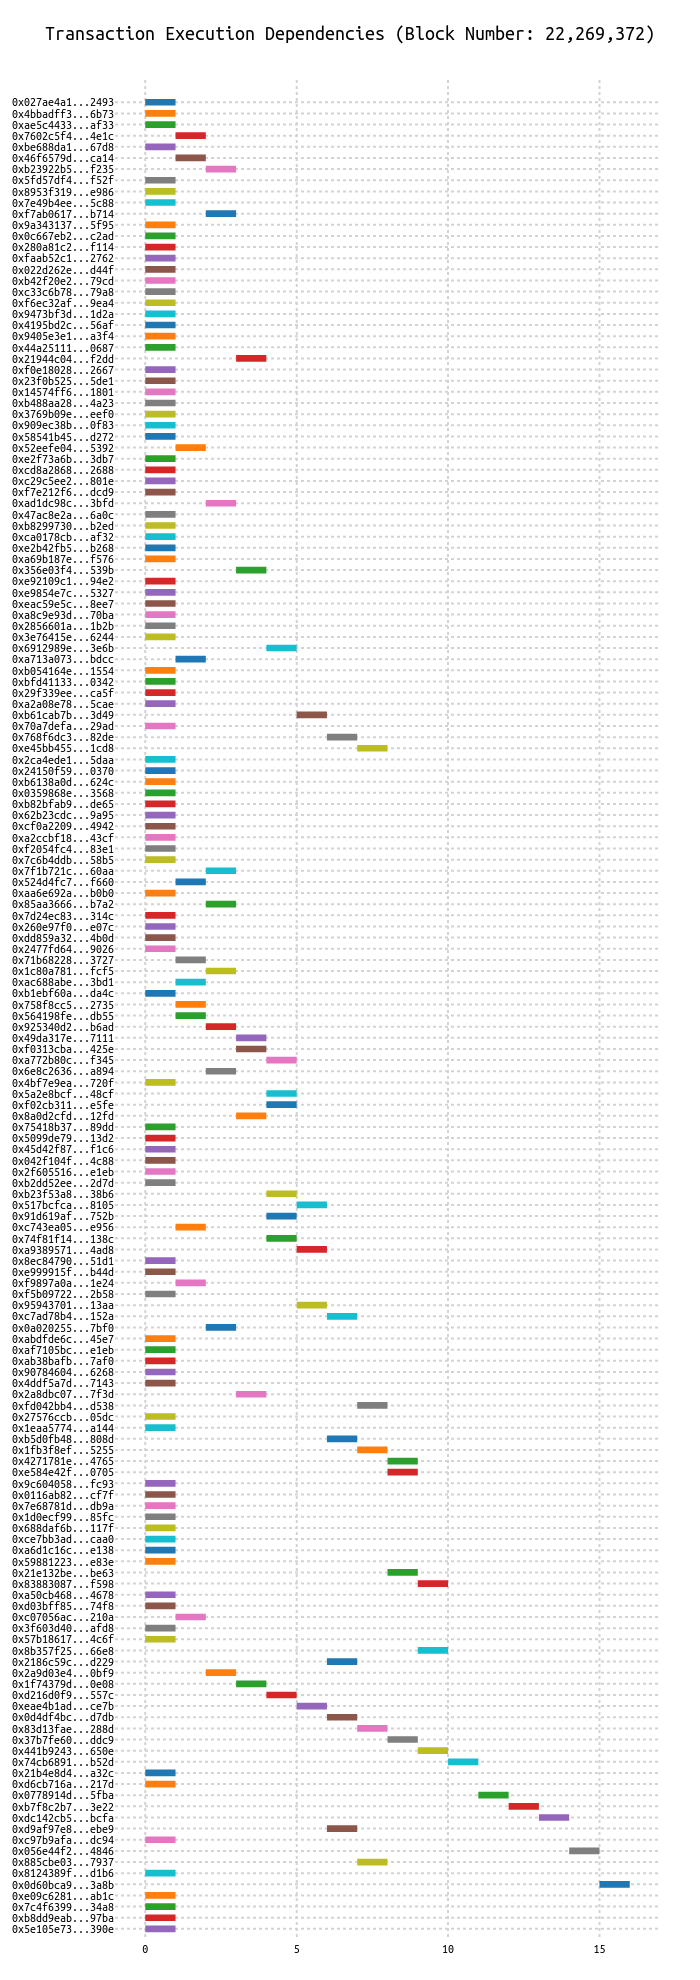 Transaction Execution Dependencies (Block Number: 22,269,372)
0x027ae4a1...2493
0x4bbadff3...6b73
0xae5c4433...af33
0x7602c5f4...4e1c
0xbe688da1...67d8
0x46f6579d...ca14
0xb23922b5...f235
0x5fd57df4...f52f
0x8953f319...e986
0x7e49b4ee...5c88
0xf7ab0617...b714
0x9a343137...5f95
0x0c667eb2...c2ad
0x280a81c2...f114
0xfaab52c1...2762
0x022d262e...d44f
0xb42f20e2...79cd
0xc33c6b78...79a8
0xf6ec32af...9ea4
0x9473bf3d...1d2a
0x4195bd2c...56af
0x9405e3e1...a3f4
0x44a25111...0687
0x21944c04...f2dd
0xf0e18028...2667
0x23f0b525...5de1
0x14574ff6...1801
0xb488aa28...4a23
0x3769b09e...eef0
0x909ec38b...0f83
0x58541b45...d272
0x52eefe04...5392
0xe2f73a6b...3db7
0xcd8a2868...2688
0xc29c5ee2...801e
0xf7e212f6...dcd9
0xad1dc98c...3bfd
0x47ac8e2a...6a0c
0xb8299730...b2ed
0xca0178cb...af32
0xe2b42fb5...b268
0xa69b187e...f576
0x356e03f4...539b
0xe92109c1...94e2
0xe9854e7c...5327
0xeac59e5c...8ee7
0xa8c9e93d...70ba
0x2856601a...1b2b
0x3e76415e...6244
0x6912989e...3e6b
0xa713a073...bdcc
0xb054164e...1554
0xbfd41133...0342
0x29f339ee...ca5f
0xa2a08e78...5cae
0xb61cab7b...3d49
0x70a7defa...29ad
0x768f6dc3...82de
0xe45bb455...1cd8
0x2ca4ede1...5daa
0x24150f59...0370
0xb6138a0d...624c
0x0359868e...3568
0xb82bfab9...de65
0x62b23cdc...9a95
0xcf0a2209...4942
0xa2ccbf18...43cf
0xf2054fc4...83e1
0x7c6b4ddb...58b5
0x7f1b721c...60aa
0x524d4fc7...f660
0xaa6e692a...b0b0
0x85aa3666...b7a2
0x7d24ec83...314c
0x260e97f0...e07c
0xdd859a32...4b0d
0x2477fd64...9026
0x71b68228...3727
0x1c80a781...fcf5
0xac688abe...3bd1
0xb1ebf60a...da4c
0x758f8cc5...2735
0x564198fe...db55
0x925340d2...b6ad
0x49da317e...7111
0xf0313cba...425e
0xa772b80c...f345
0x6e8c2636...a894
0x4bf7e9ea...720f
0x5a2e8bcf...48cf
0xf02cb311...e5fe
0x8a0d2cfd...12fd
0x75418b37...89dd
0x5099de79...13d2
0x45d42f87...f1c6
0x042f104f...4c88
0x2f605516...e1eb
0xb2dd52ee...2d7d
0xb23f53a8...38b6
0x517bcfca...8105
0x91d619af...752b
0xc743ea05...e956
0x74f81f14...138c
0xa9389571...4ad8
0x8ec84790...51d1
0xe999915f...b44d
0xf9897a0a...1e24
0xf5b09722...2b58
0x95943701...13aa
0xc7ad78b4...152a
0x0a020255...7bf0
0xabdfde6c...45e7
0xaf7105bc...e1eb
0xab38bafb...7af0
0x90784604...6268
0x4ddf5a7d...7143
0x2a8dbc07...7f3d
0xfd042bb4...d538
0x27576ccb...05dc
0x1eaa5774...a144
0xb5d0fb48...808d
0x1fb3f8ef...5255
0x4271781e...4765
0xe584e42f...0705
0x9c604058...fc93
0x0116ab82...cf7f
0x7e68781d...db9a
0x1d0ecf99...85fc
0x688daf6b...117f
0xce7bb3ad...caa0
0xa6d1c16c...e138
0x59881223...e83e
0x21e132be...be63
0x83883087...f598
0xa50cb468...4678
0xd03bff85...74f8
0xc07056ac...210a
0x3f603d40...afd8
0x57b18617...4c6f
0x8b357f25...66e8
0x2186c59c...d229
0x2a9d03e4...0bf9
0x1f74379d...0e08
0xd216d0f9...557c
0xeae4b1ad...ce7b
0x0d4df4bc...d7db
0x83d13fae...288d
0x37b7fe60...ddc9
0x441b9243...650e
0x74cb6891...b52d
0x21b4e8d4...a32c
0xd6cb716a...217d
0x0778914d...5fba
0xb7f8c2b7...3e22
0xdc142cb5...bcfa
0xd9af97e8...ebe9
0xc97b9afa...dc94
0x056e44f2...4846
0x885cbe03...7937
0x8124389f...d1b6
0x0d60bca9...3a8b
0xe09c6281...ab1c
0x7c4f6399...34a8
0xb8dd9eab...97ba
0x5e105e73...390e
0 5 10 15